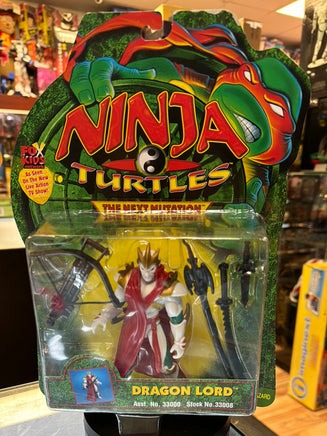 NINJA
TURTLES
THE NEXT MUTATION
FOX
KIDS
As Seen
On The New
Live Action
TV Show!
DRAGON LORD
Asst. No. 33000 Stock No. 33008
IZARD